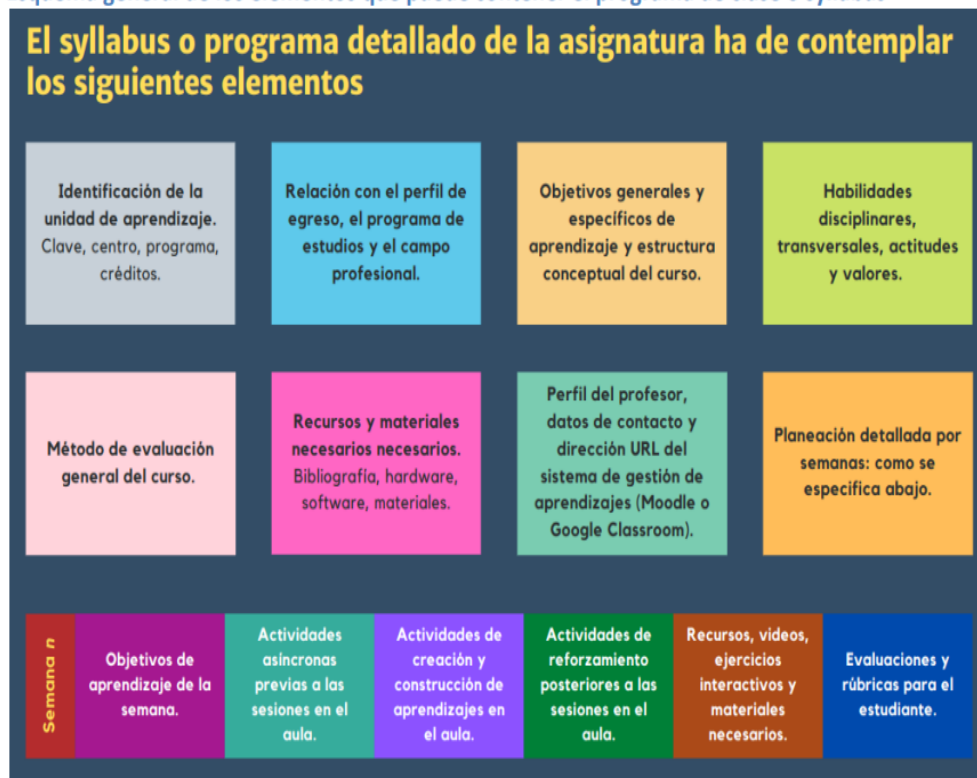 El syllabus o programa detallado de la asignatura ha de contemplar
los siguientes elementos
Identificación de la
unidad de aprendizaje.
Clave, centro, programa,
créditos.
Relación con el perfil de
egreso, el programa de
estudios y el campo
profesional.
Objetivos generales y
específicos de
aprendizaje y estructura
conceptual del curso.
Habilidades
disciplinares,
transversales, actitudes
y valores.
Método de evaluación
general del curso.
Recursos y materiales
necesarios necesarios.
Bibliografía, hardware,
software, materiales.
Perfil del profesor,
datos de contacto y
dirección URL del
sistema de gestión de
aprendizajes (Moodle o
Google Classroom).
Planeación detallada por
semanas: como se
especifica abajo.
Semana n
Objetivos de
aprendizaje de la
semana.
Actividades
asíncronas
previas a las
sesiones en el
aula.
Actividades de
creación y
construcción de
aprendizajes en
el aula.
Actividades de
reforzamiento
posteriores a las
sesiones en el
aula.
Recursos, videos,
ejercicios
interactivos y
materiales
necesarios.
Evaluaciones y
rúbricas para el
estudiante.